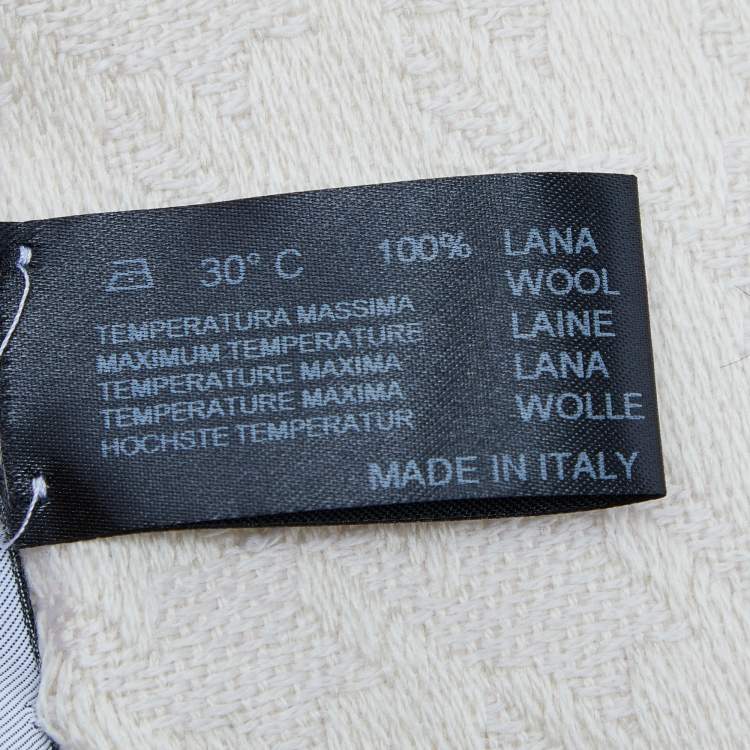 30° C
TEMPERATURA MASSIMA
MAXIMUM TEMPERATURE
TEMPERATURE MAXIMA
TEMPERATURE MAXIMA
HOCHSTE TEMPERATUR
100% LANA
WOOL
LAINE
LANA
WOLLE
MADE IN ITALY